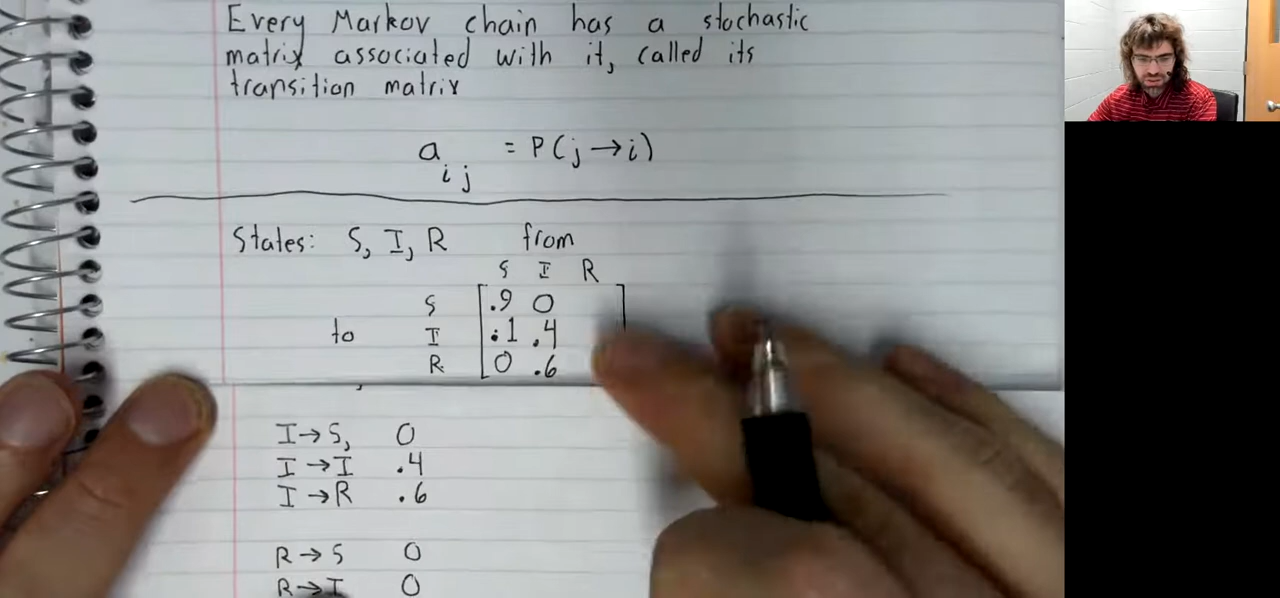 Every Markov chain has a stochastic
matrix associated with it, called its
transition matrix
a_ij = P(j→i)
States: S, I, R from
S I R
S .9 0
to I .1 .4
R 0 .6
I→S, 0
I→I .4
I→R .6
R→S 0
R→I 0